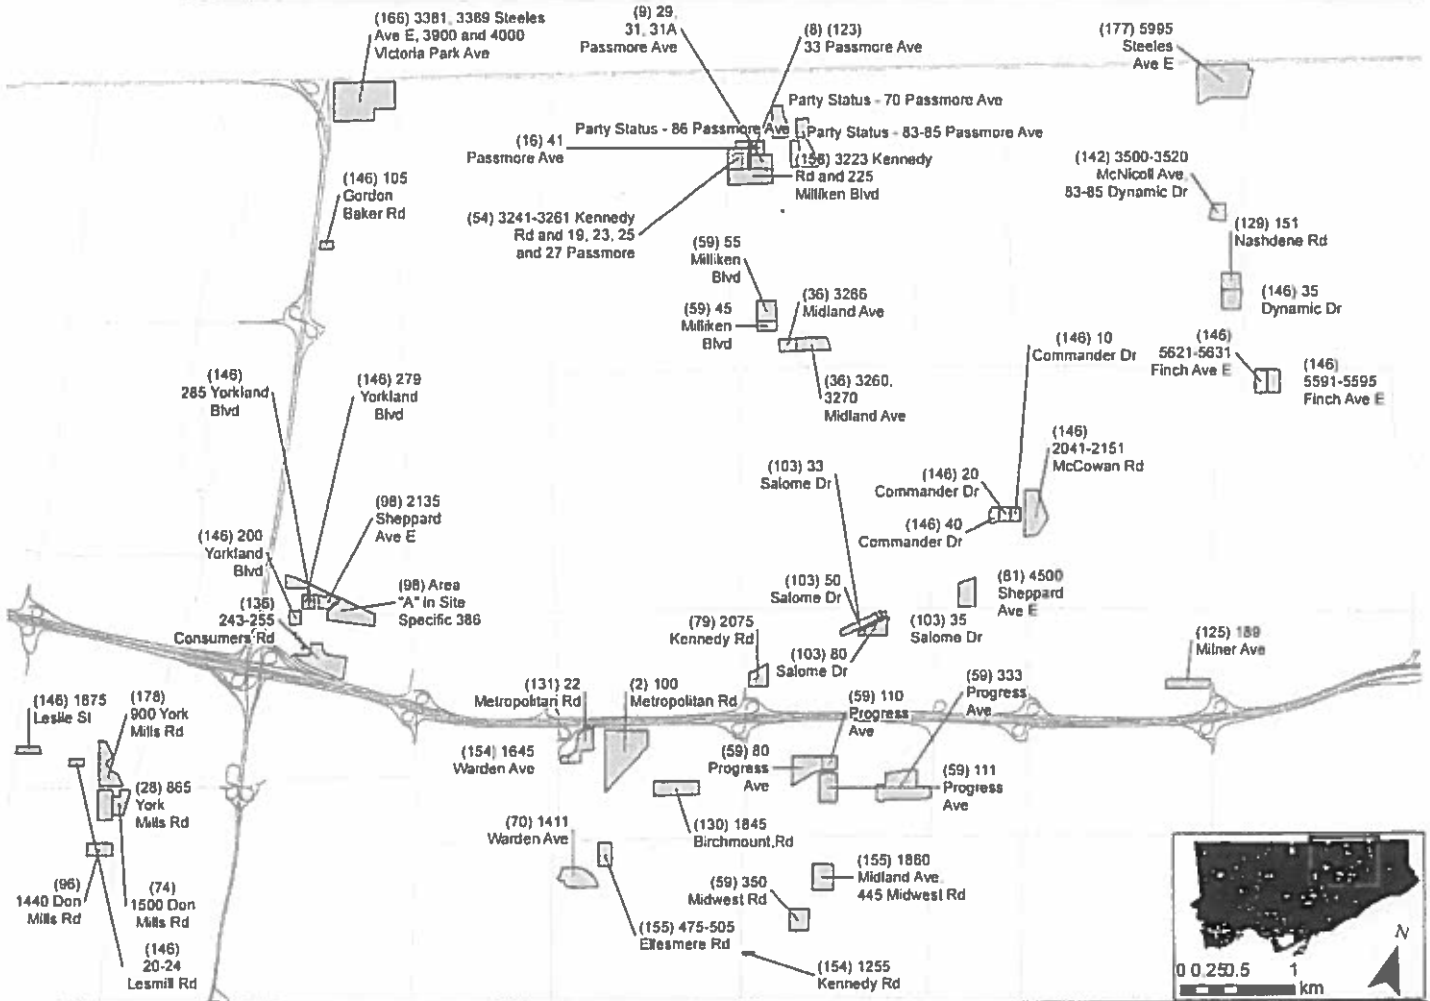 (166) 3381, 3389 Steeles
Ave E, 3900 and 4000
Victoria Park Ave
(9) 29,
31, 31A
Passmore Ave
(8) (123)
33 Passmore Ave
(177) 5995
Steeles
Ave E
Party Status - 70 Passmore Ave
Party Status - 86 Passmore Ave
Party Status - 83-85 Passmore Ave
(16) 41
Passmore Ave
(158) 3223 Kennedy
Rd and 225
Milliken Blvd
(142) 3500-3520
McNicoll Ave,
83-85 Dynamic Dr
(146) 105
Gordon
Baker Rd
(54) 3241-3261 Kennedy
Rd and 19, 23, 25
and 27 Passmore
(129) 151
Nashdene Rd
(59) 55
Milliken
Blvd
(36) 3266
Midland Ave
(146) 35
Dynamic Dr
(59) 45
Milliken
Blvd
(146) 10
Commander Dr
(146)
5621-5631
Finch Ave E
(146)
5591-5595
Finch Ave E
(146)
285 Yorkland
Blvd
(146) 279
Yorkland
Blvd
(36) 3260,
3270
Midland Ave
(146)
2041-2151
McCowan Rd
(103) 33
Salome Dr
(146) 20
Commander Dr
(98) 2135
Sheppard
Ave E
(146) 40
Commander Dr
(146) 200
Yorkland
Blvd
(98) Area
"A" In Site
Specific 386
(103) 50
Salome Dr
(81) 4500
Sheppard
Ave E
(136)
243-255
Consumers Rd
(79) 2075
Kennedy Rd
(103) 35
Salome Dr
(103) 80
Salome Dr
(125) 189
Milner Ave
(146) 1875
Leslie St
(178)
900 York
Mills Rd
(131) 22
Metropolitan Rd
(2) 100
Metropolitan Rd
(59) 110
Progress
Ave
(59) 333
Progress
Ave
(154) 1645
Warden Ave
(59) 80
Progress
Ave
(59) 111
Progress
Ave
(28) 865
York
Mills Rd
(70) 1411
Warden Ave
(130) 1845
Birchmount Rd
(155) 1860
Midland Ave,
445 Midwest Rd
(96)
1440 Don
Mills Rd
(74)
1500 Don
Mills Rd
(59) 350
Midwest Rd
(155) 475-505
Ellesmere Rd
(146)
20-24
Lesmill Rd
(154) 1255
Kennedy Rd
N
0 0.25 0.5 1
km